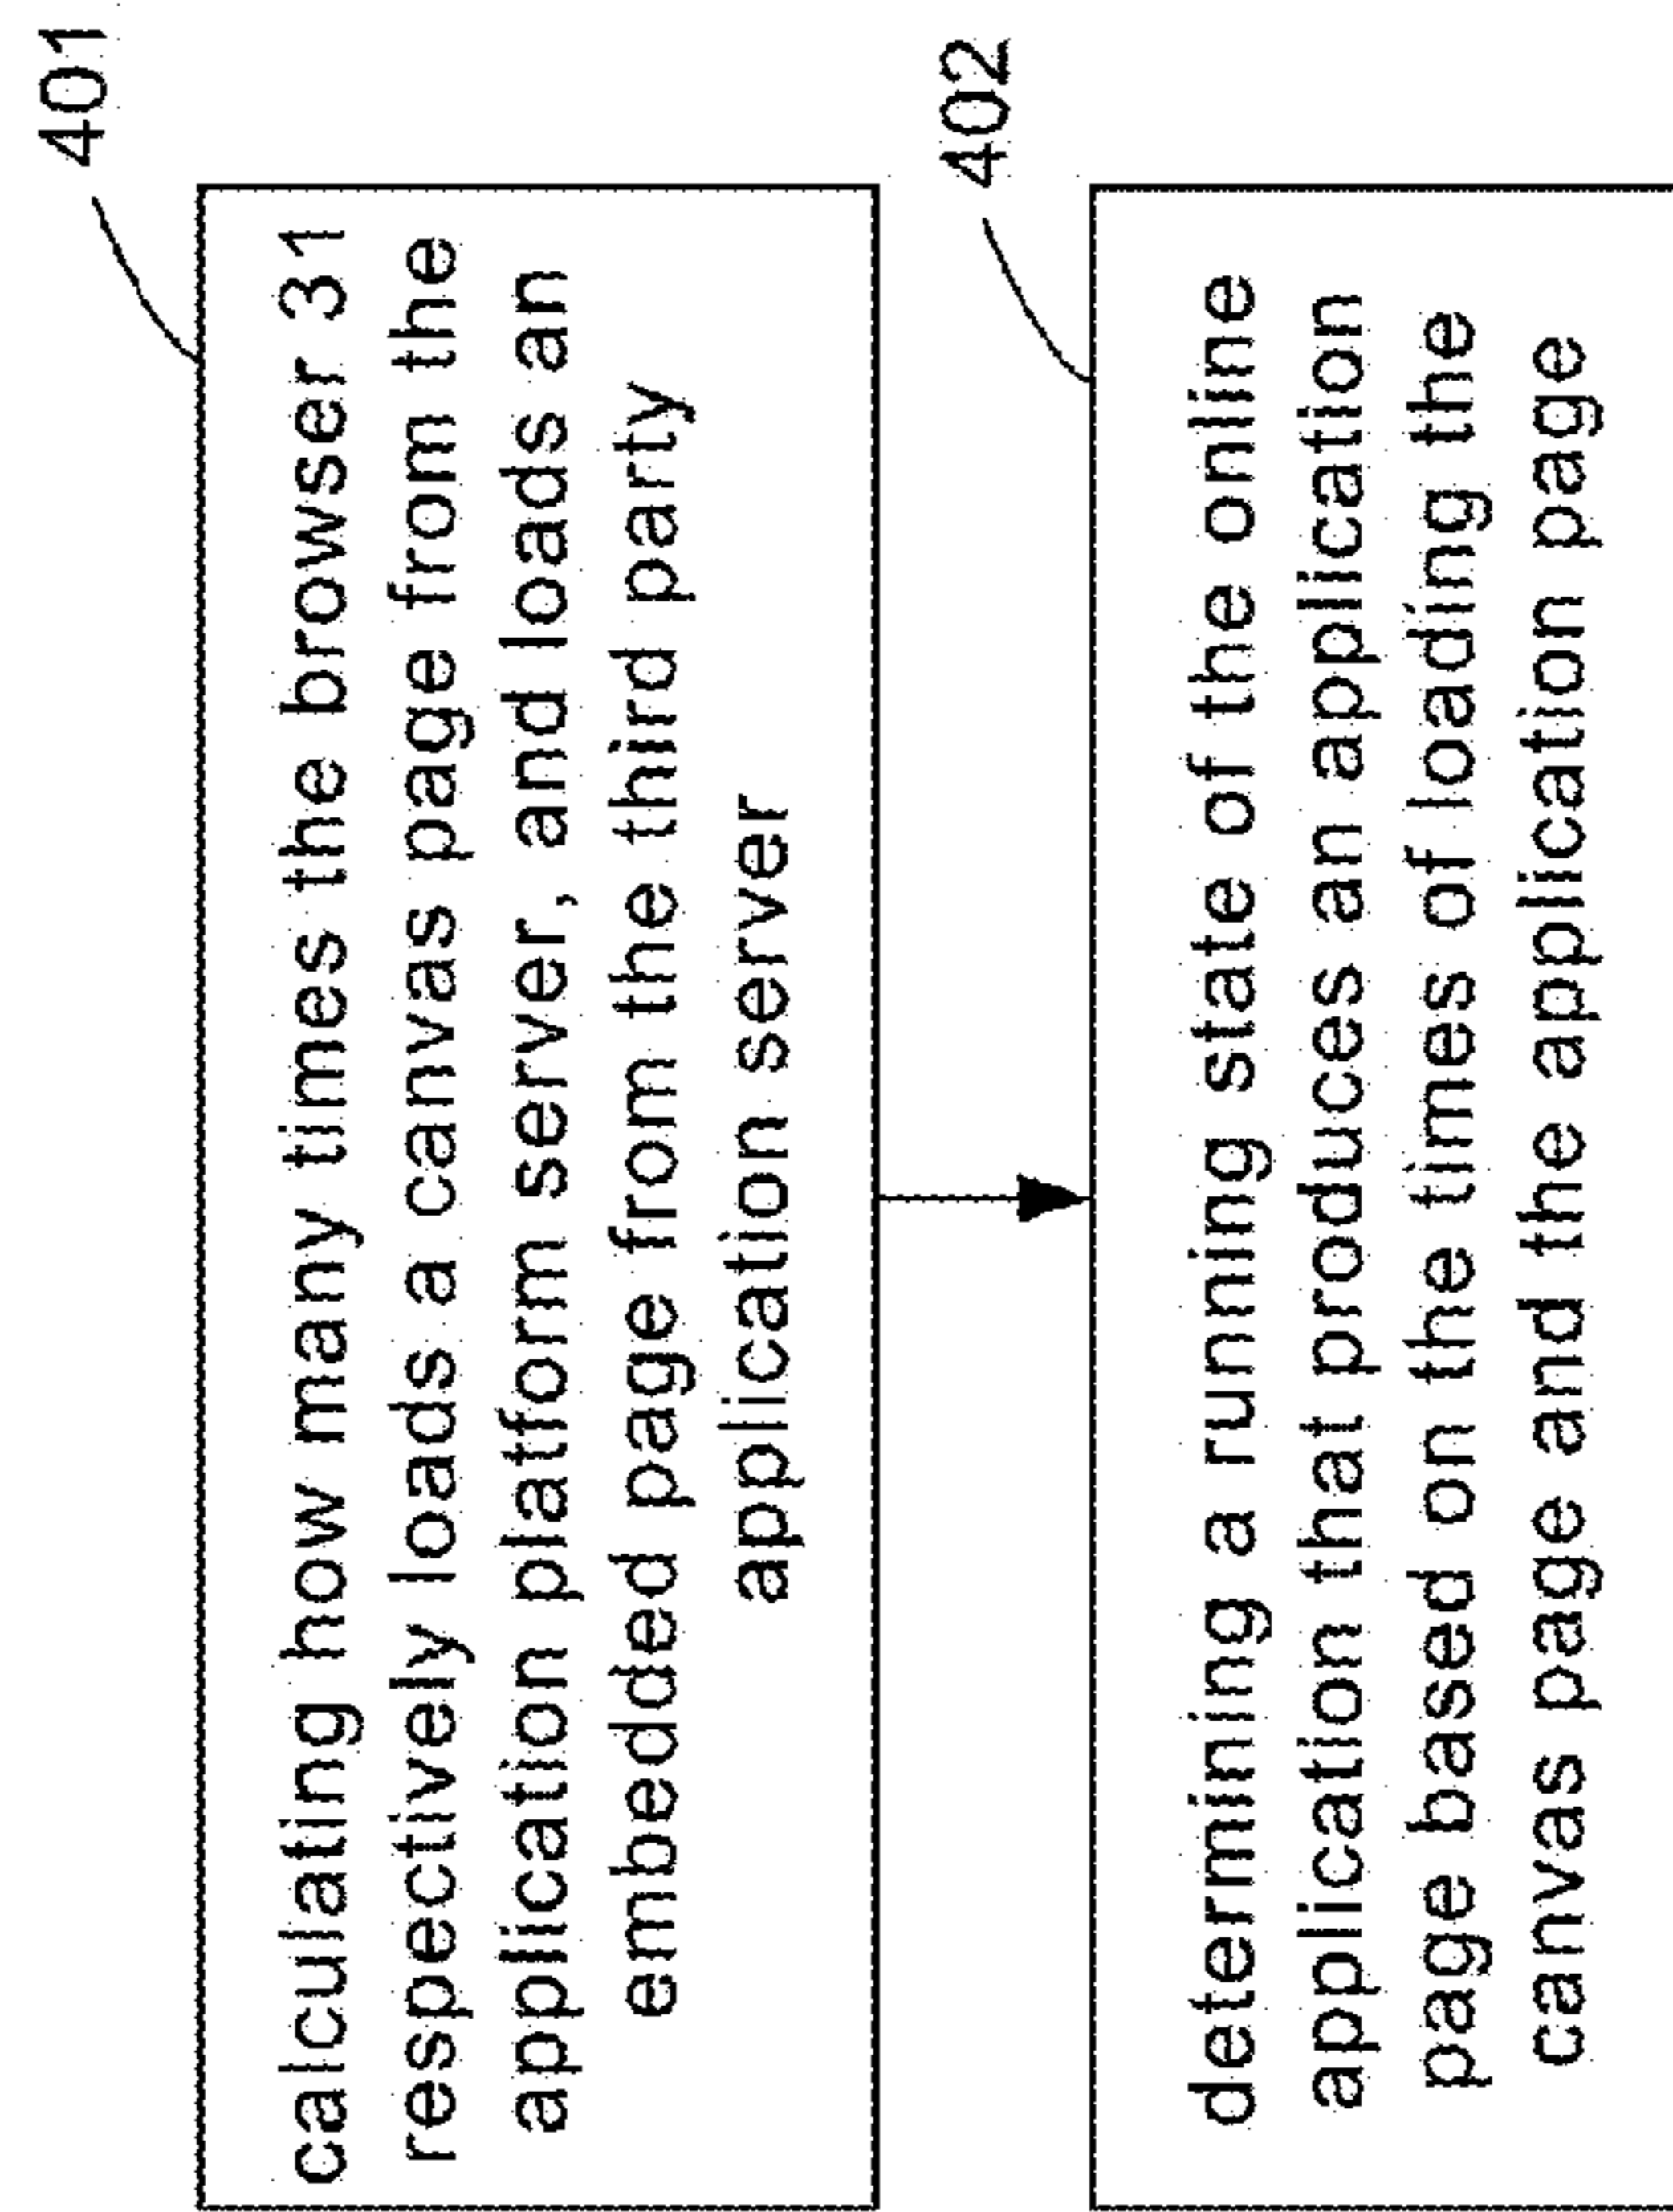 401
calculating how many times the browser 31
respectively loads a canvas page from the
application platform server, and loads an
embedded page from the third party
application server
402
determining a running state of the online
application that produces an application
page based on the times of loading the
canvas page and the application page